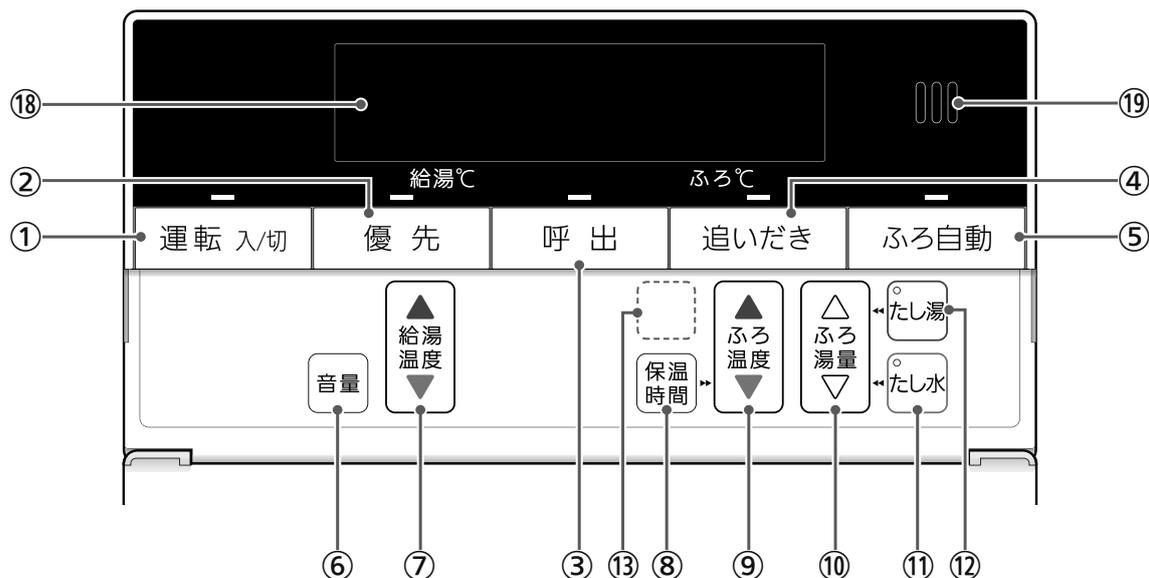 ⑱
⑲
② 給湯℃ ふろ℃ ④
① 運転 入/切 優先 呼出 追いだき ふろ自動 ⑤
給湯
温度
ふろ
温度
ふろ
湯量
たし湯
音量
保温
時間
たし水
⑥ ⑦ ③ ⑬ ⑧ ⑨ ⑩ ⑪ ⑫